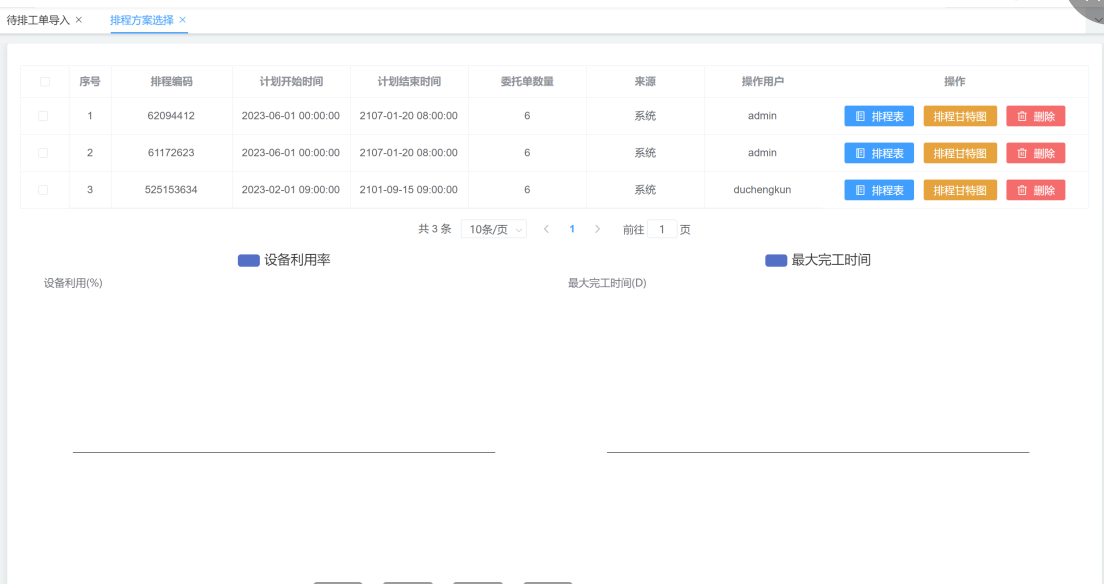 待排工单导入 × 排程方案选择 ×
序号 排程编码 计划开始时间 计划结束时间 委托单数量 来源 操作用户 操作
1 62094412 2023-06-01 00:00:00 2107-01-20 08:00:00 6 系统 admin 排程表 排程甘特图 删除
2 61172623 2023-06-01 00:00:00 2107-01-20 08:00:00 6 系统 admin 排程表 排程甘特图 删除
3 525153634 2023-02-01 09:00:00 2101-09-15 09:00:00 6 系统 duchengkun 排程表 排程甘特图 删除
共 3 条 10条/页 < 1 > 前往 1 页
设备利用率 最大完工时间
设备利用(%) 最大完工时间(D)